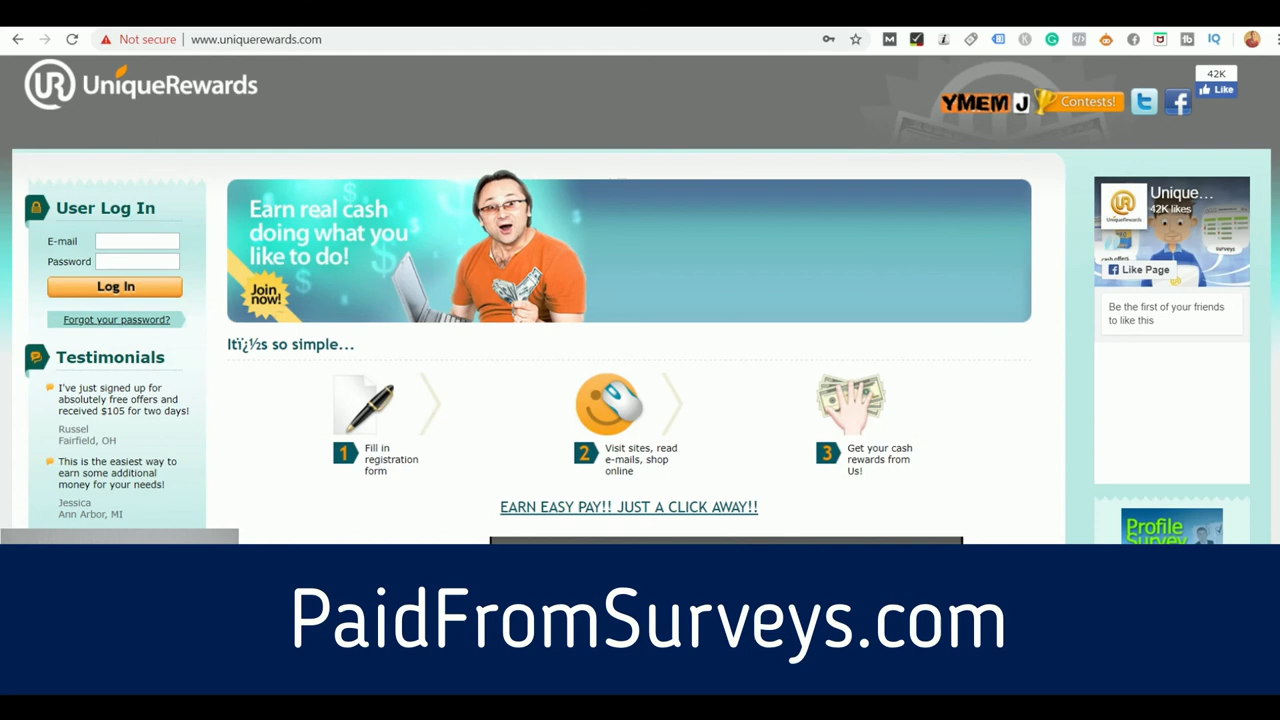 Not secure
www.uniquerewards.com
UR UniqueRewards
YMEM J
Contests!
42K
Like
User Log In
E-mail
Password
Log In
Forgot your password?
Testimonials
I've just signed up for
absolutely free offers and
received $105 for two days!
Russel
Fairfield, OH
This is the easiest way to
earn some additional
money for your needs!
Jessica
Ann Arbor, MI
Earn real cash
doing what you
like to do!
Join
now!
Itï¿½s so simple...
1
Fill in
registration
form
2
Visit sites, read
e-mails, shop
online
3
Get your cash
rewards from
Us!
EARN EASY PAY!! JUST A CLICK AWAY!!
Unique...
42K likes
UniqueRewards
surveys
Like Page
Be the first of your friends
to like this
Profile
Survey
PaidFromSurveys.com